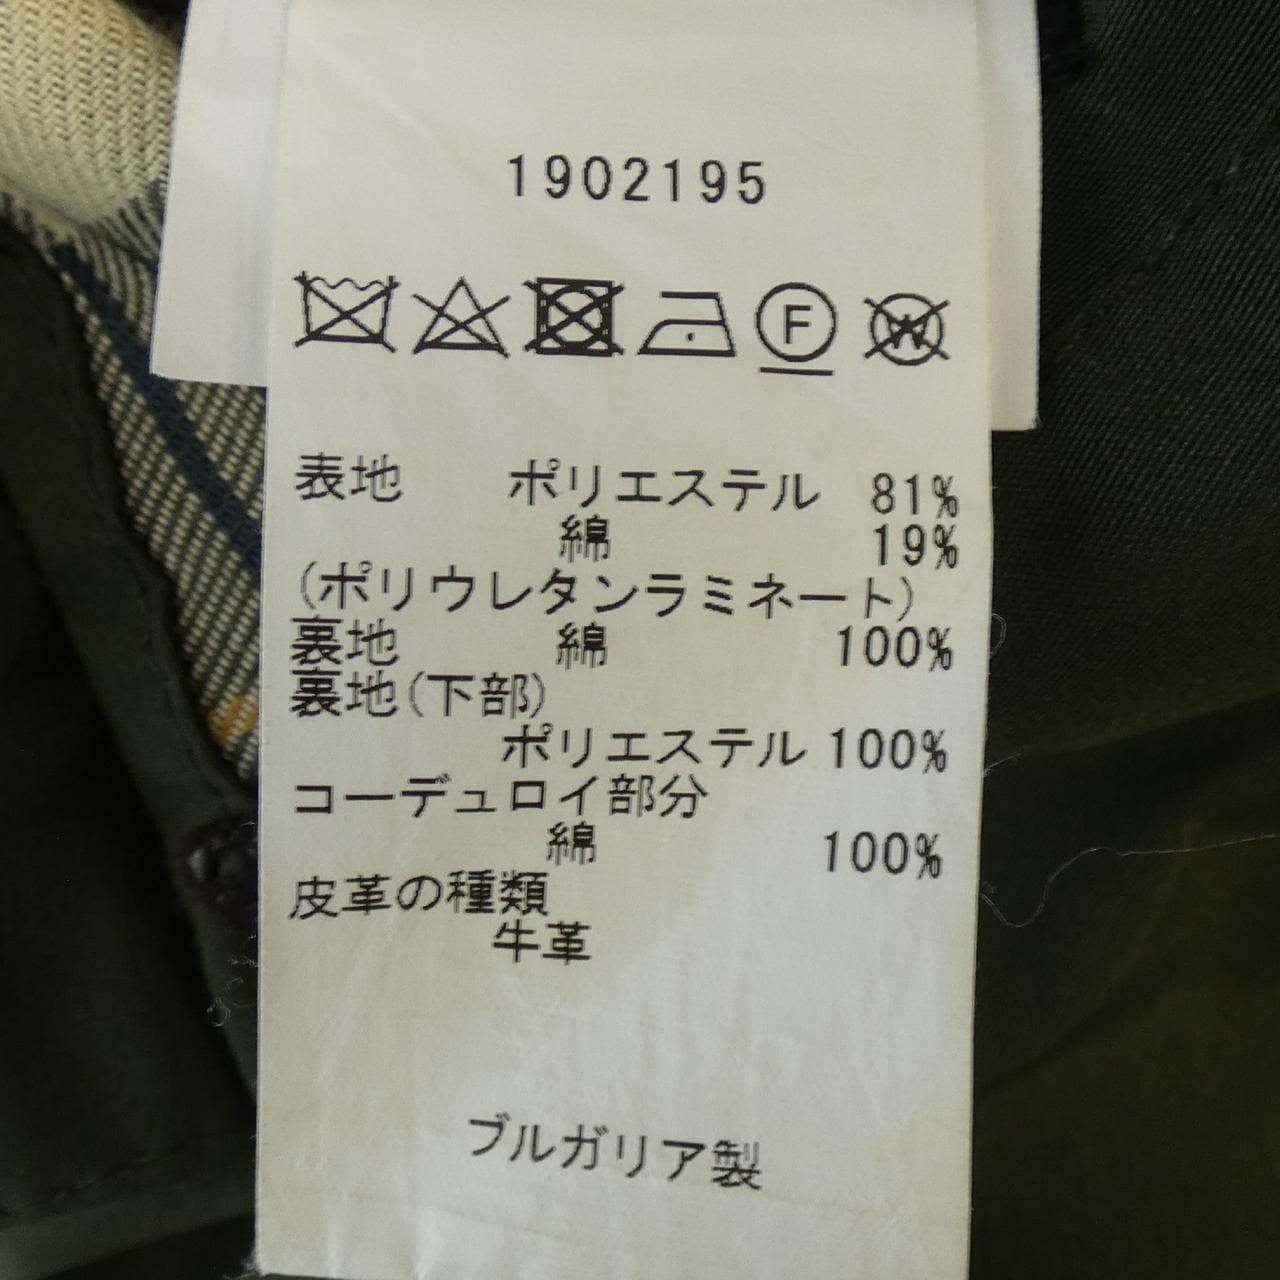 1902195
F
W
表地 ポリエステル 81%
綿 19%
(ポリウレタンラミネート)
裏地 綿 100%
裏地(下部)
ポリエステル 100%
コーデュロイ部分
綿 100%
皮革の種類
牛革
ブルガリア製